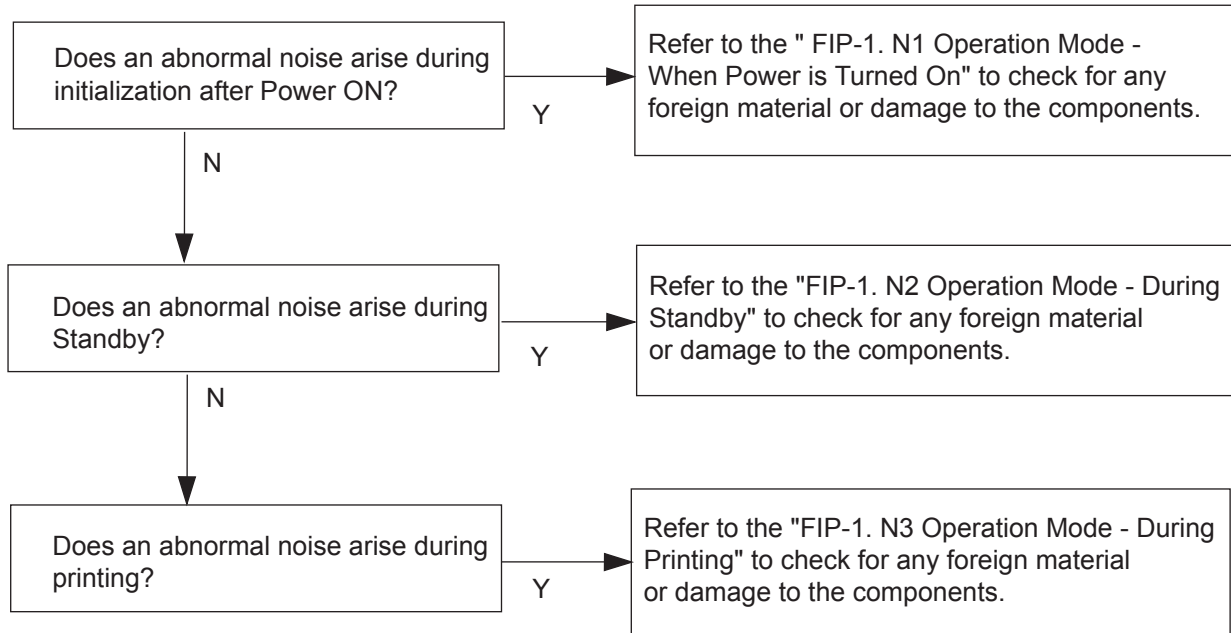 Does an abnormal noise arise during
initialization after Power ON?
Y
Refer to the " FIP-1. N1 Operation Mode -
When Power is Turned On" to check for any
foreign material or damage to the components.
N
Does an abnormal noise arise during
Standby?
Y
Refer to the "FIP-1. N2 Operation Mode - During
Standby" to check for any foreign material
or damage to the components.
N
Does an abnormal noise arise during
printing?
Y
Refer to the "FIP-1. N3 Operation Mode - During
Printing" to check for any foreign material
or damage to the components.